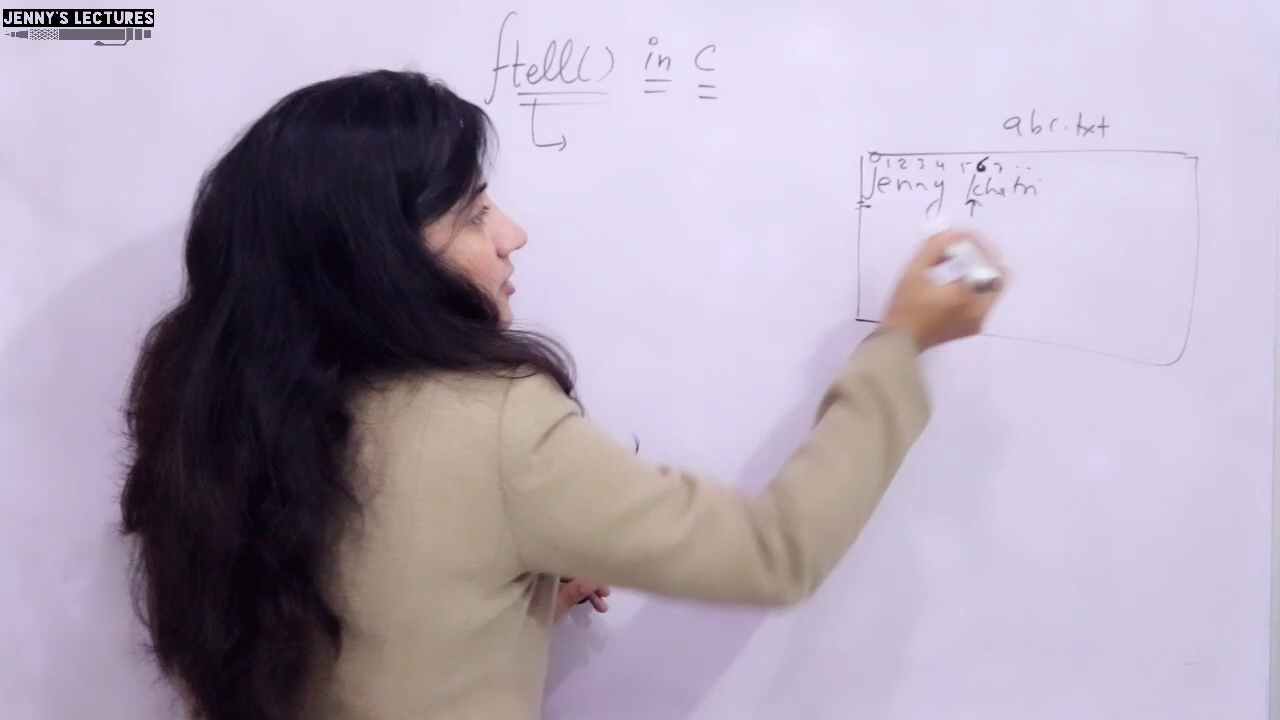 JENNY'S LECTURES
ftell() in C
abc.txt
0 1 2 3 4 5 6 7 ..
Jenny khatri